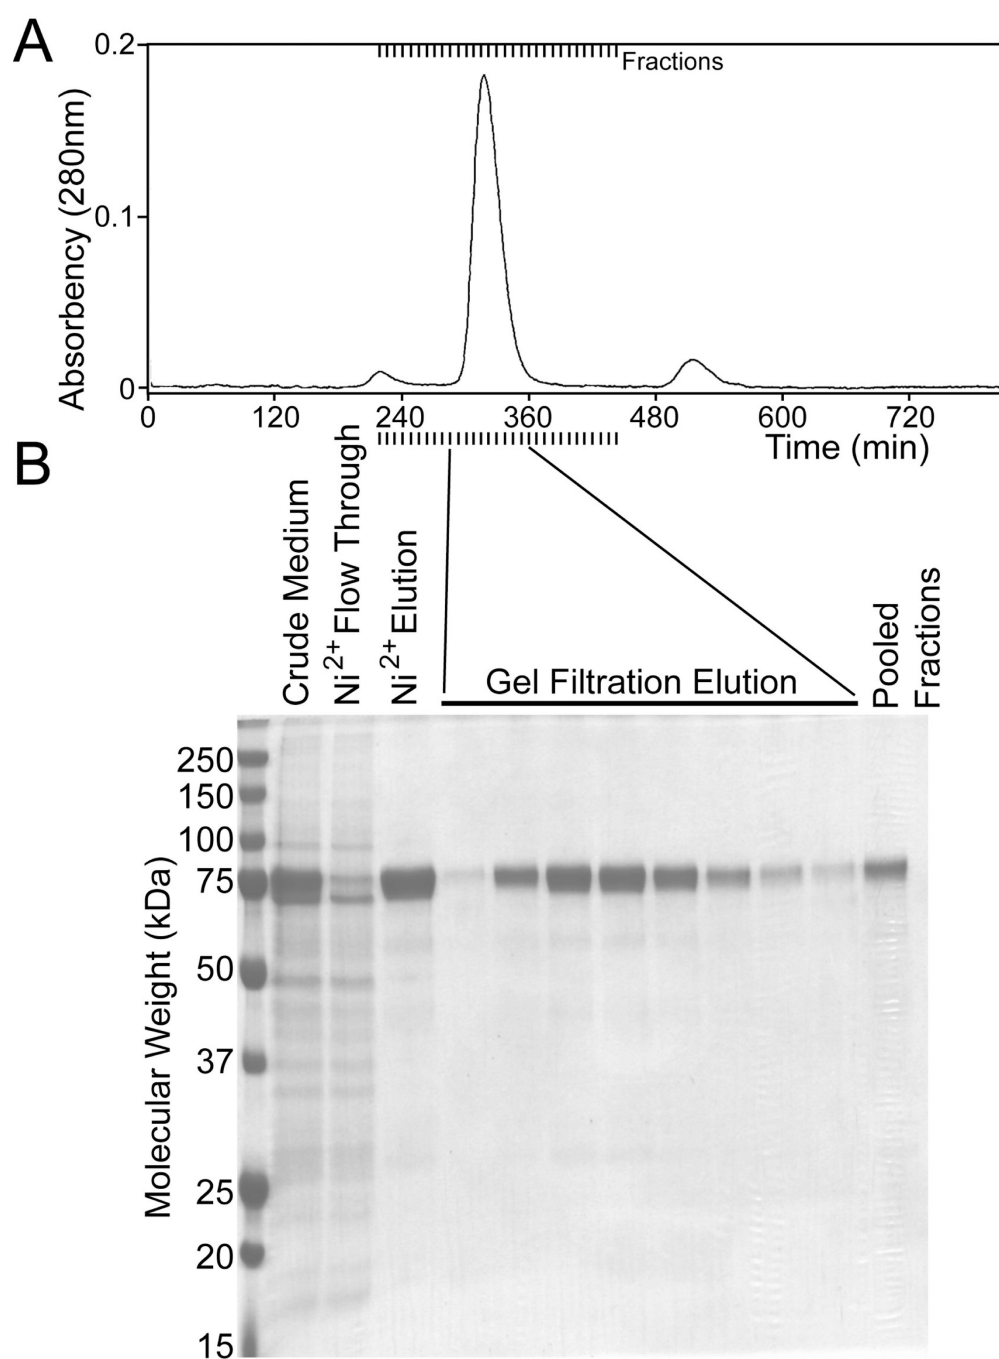 A
0.2
Fractions
Absorbency (280nm)
0.1
0
0 120 240 360 480 600 720
Time (min)
B
Crude Medium
Ni2+ Flow Through
Ni2+ Elution
Gel Filtration Elution
Pooled
Fractions
Molecular Weight (kDa)
250
150
100
75
50
37
25
20
15